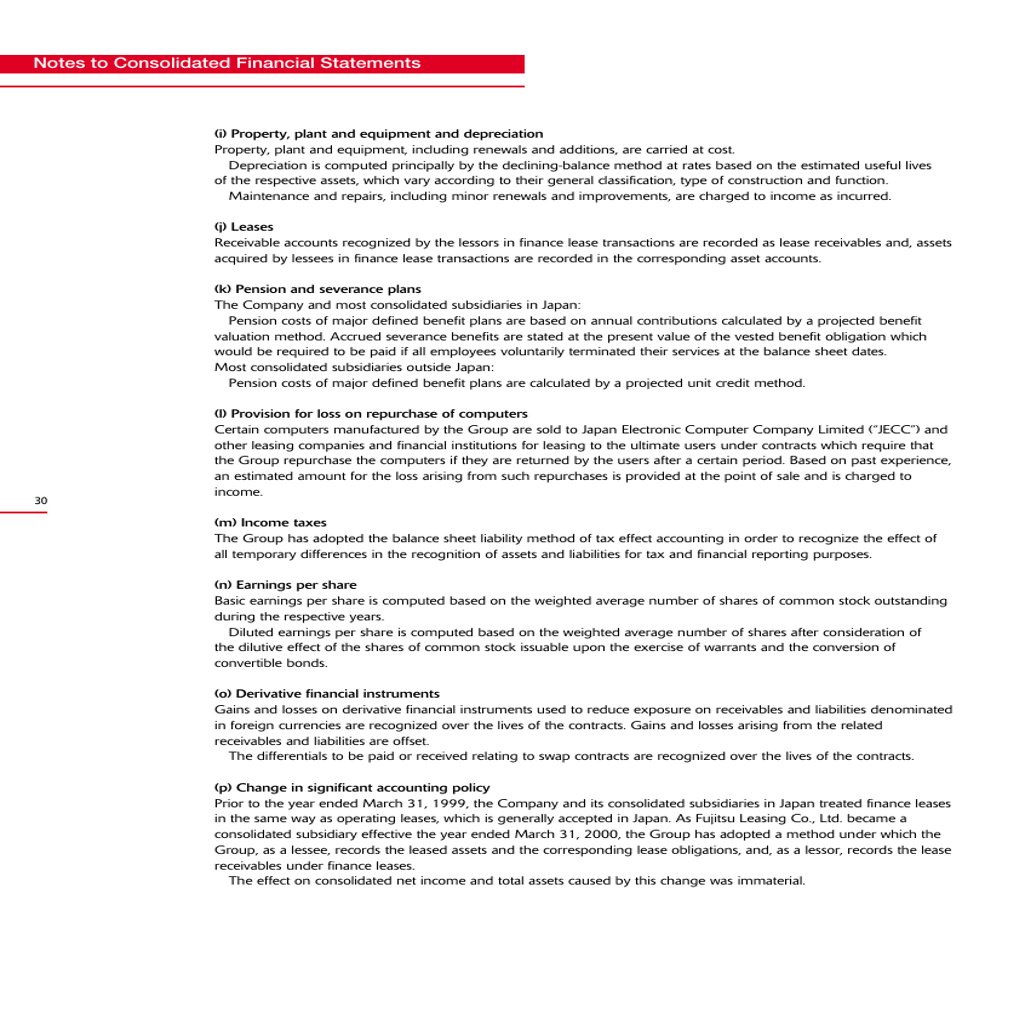 Notes to Consolidated Financial Statements
(i) Property, plant and equipment and depreciation
Property, plant and equipment, including renewals and additions, are carried at cost.
Depreciation is computed principally by the declining-balance method at rates based on the estimated useful lives
of the respective assets, which vary according to their general classification, type of construction and function.
Maintenance and repairs, including minor renewals and improvements, are charged to income as incurred.
(j) Leases
Receivable accounts recognized by the lessors in finance lease transactions are recorded as lease receivables and, assets
acquired by lessees in finance lease transactions are recorded in the corresponding asset accounts.
(k) Pension and severance plans
The Company and most consolidated subsidiaries in Japan:
Pension costs of major defined benefit plans are based on annual contributions calculated by a projected benefit
valuation method. Accrued severance benefits are stated at the present value of the vested benefit obligation which
would be required to be paid if all employees voluntarily terminated their services at the balance sheet dates.
Most consolidated subsidiaries outside Japan:
Pension costs of major defined benefit plans are calculated by a projected unit credit method.
(l) Provision for loss on repurchase of computers
Certain computers manufactured by the Group are sold to Japan Electronic Computer Company Limited (“JECC”) and
other leasing companies and financial institutions for leasing to the ultimate users under contracts which require that
the Group repurchase the computers if they are returned by the users after a certain period. Based on past experience,
an estimated amount for the loss arising from such repurchases is provided at the point of sale and is charged to
income.
30
(m) Income taxes
The Group has adopted the balance sheet liability method of tax effect accounting in order to recognize the effect of
all temporary differences in the recognition of assets and liabilities for tax and financial reporting purposes.
(n) Earnings per share
Basic earnings per share is computed based on the weighted average number of shares of common stock outstanding
during the respective years.
Diluted earnings per share is computed based on the weighted average number of shares after consideration of
the dilutive effect of the shares of common stock issuable upon the exercise of warrants and the conversion of
convertible bonds.
(o) Derivative financial instruments
Gains and losses on derivative financial instruments used to reduce exposure on receivables and liabilities denominated
in foreign currencies are recognized over the lives of the contracts. Gains and losses arising from the related
receivables and liabilities are offset.
The differentials to be paid or received relating to swap contracts are recognized over the lives of the contracts.
(p) Change in significant accounting policy
Prior to the year ended March 31, 1999, the Company and its consolidated subsidiaries in Japan treated finance leases
in the same way as operating leases, which is generally accepted in Japan. As Fujitsu Leasing Co., Ltd. became a
consolidated subsidiary effective the year ended March 31, 2000, the Group has adopted a method under which the
Group, as a lessee, records the leased assets and the corresponding lease obligations, and, as a lessor, records the lease
receivables under finance leases.
The effect on consolidated net income and total assets caused by this change was immaterial.